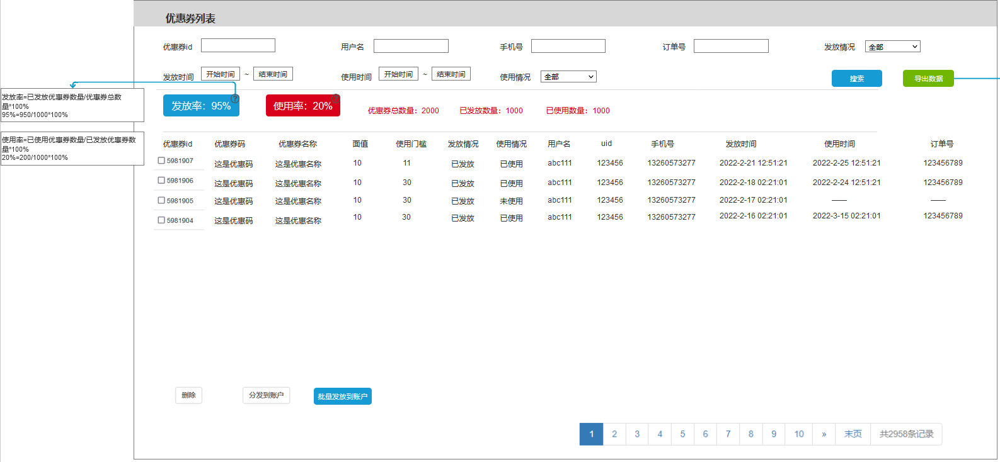 优惠券列表
优惠券id
用户名
手机号
订单号
发放情况 全部
发放时间 开始时间 ~ 结束时间
使用时间 开始时间 ~ 结束时间
使用情况 全部
搜索
导出数据
发放率=已发放优惠券数量/优惠券总数
量*100%
95%=950/1000*100%
使用率=已使用优惠券数量/已发放优惠券数
量*100%
20%=200/1000*100%
发放率：95% ?
使用率：20% ?
优惠券总数量：2000 已发放数量：1000 已使用数量：1000
优惠券id 优惠券码 优惠券名称 面值 使用门槛 发放情况 使用情况 用户名 uid 手机号 发放时间 使用时间 订单号
5981907 这是优惠码 这是优惠名称 10 11 已发放 已使用 abc111 123456 13260573277 2022-2-21 12:51:21 2022-2-25 12:51:21 123456789
5981906 这是优惠码 这是优惠名称 10 30 已发放 已使用 abc111 123456 13260573277 2022-2-18 02:21:01 2022-2-24 12:51:21 123456789
5981905 这是优惠码 这是优惠名称 10 30 已发放 未使用 abc111 123456 13260573277 2022-2-17 02:21:01 —— ——
5981904 这是优惠码 这是优惠名称 10 30 已发放 已使用 abc111 123456 13260573277 2022-2-16 02:21:01 2022-3-15 02:21:01 123456789
删除 分发到账户 批量发放到账户
1 2 3 4 5 6 7 8 9 10 » 末页 共2958条记录